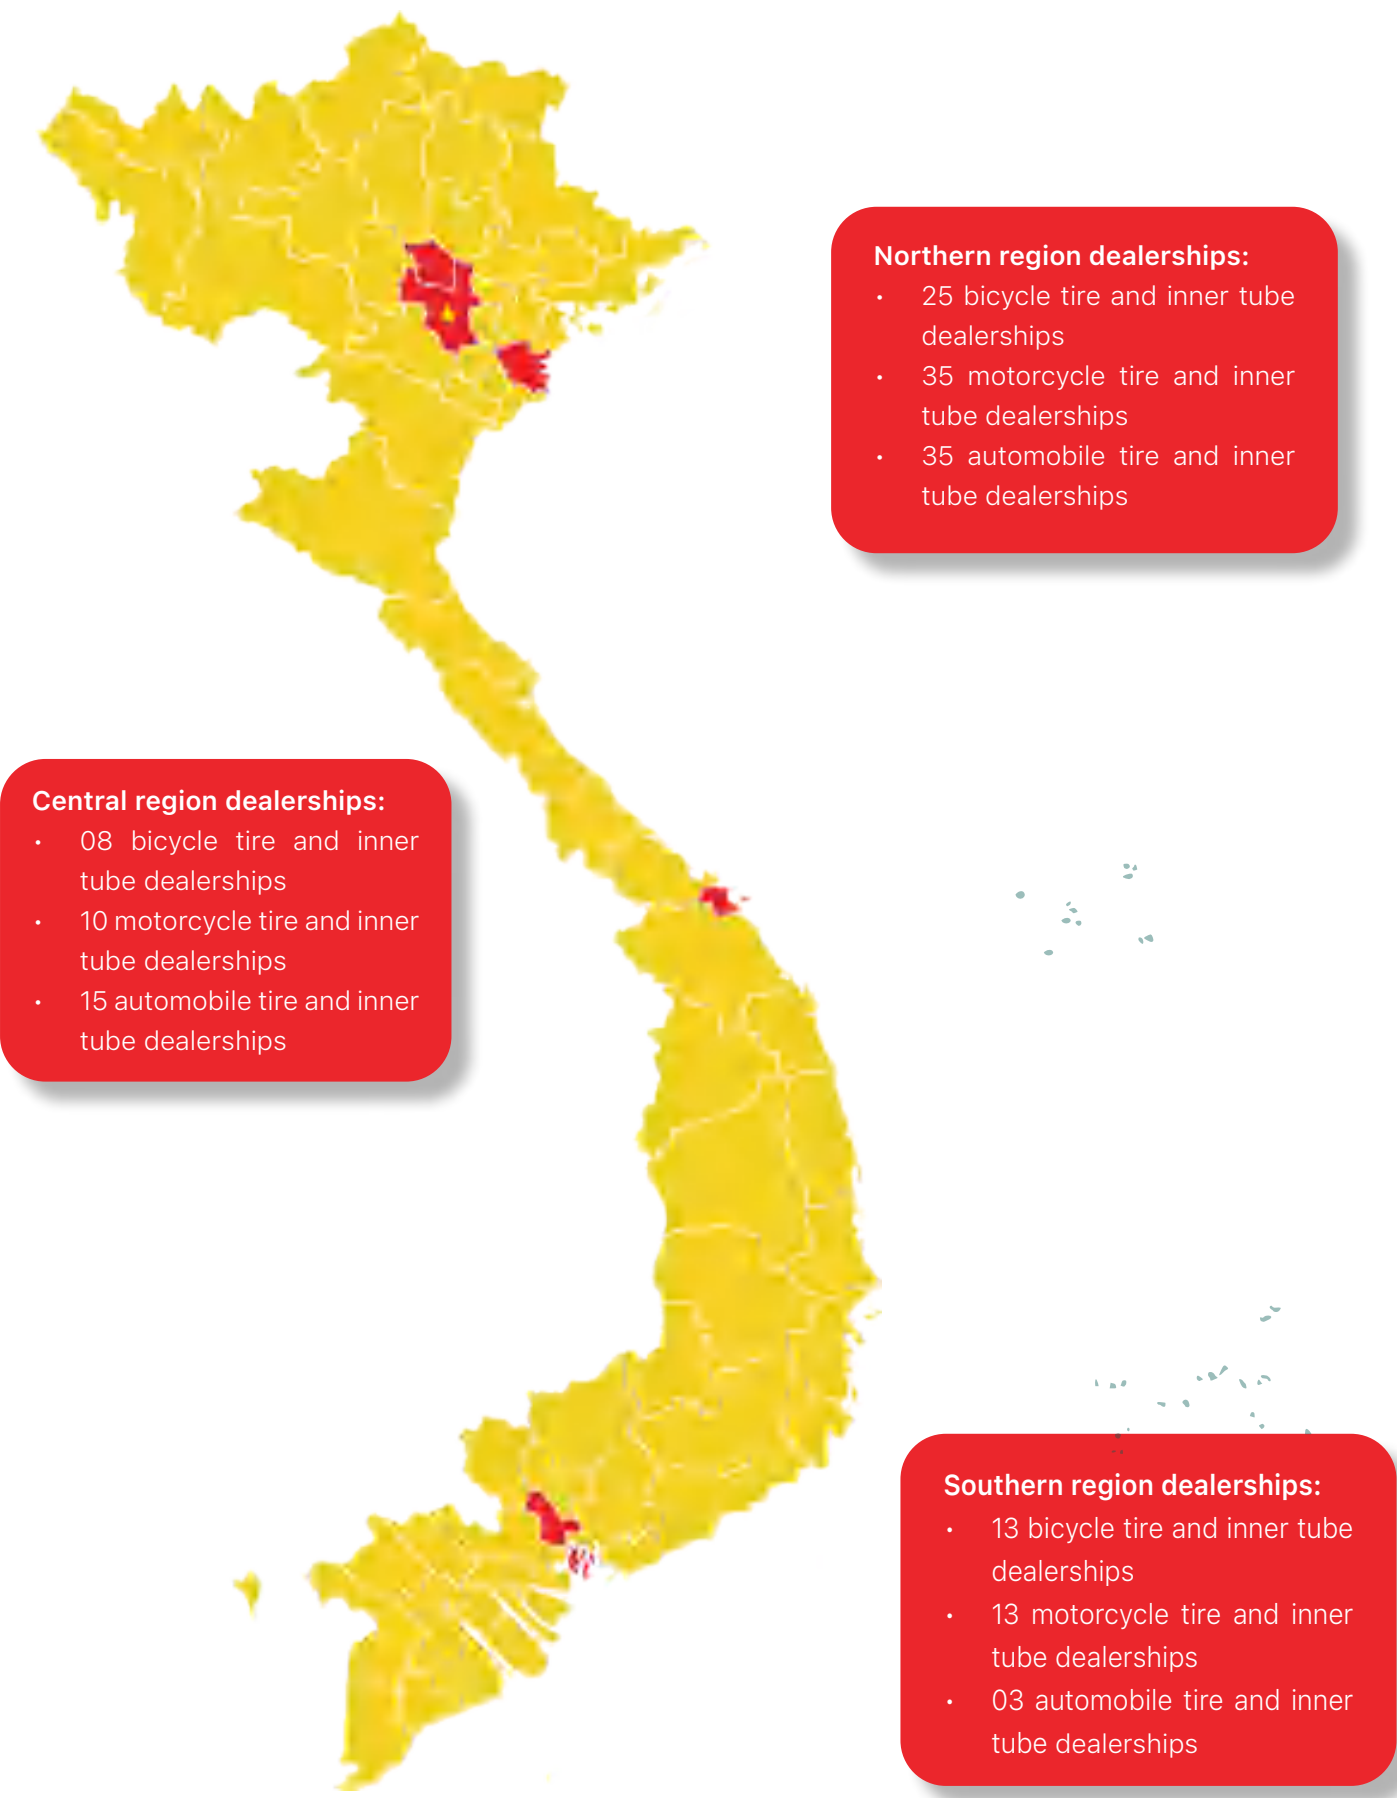 Northern region dealerships:
• 25 bicycle tire and inner tube
dealerships
• 35 motorcycle tire and inner
tube dealerships
• 35 automobile tire and inner
tube dealerships
Central region dealerships:
• 08 bicycle tire and inner
tube dealerships
• 10 motorcycle tire and inner
tube dealerships
• 15 automobile tire and inner
tube dealerships
Southern region dealerships:
• 13 bicycle tire and inner tube
dealerships
• 13 motorcycle tire and inner
tube dealerships
• 03 automobile tire and inner
tube dealerships